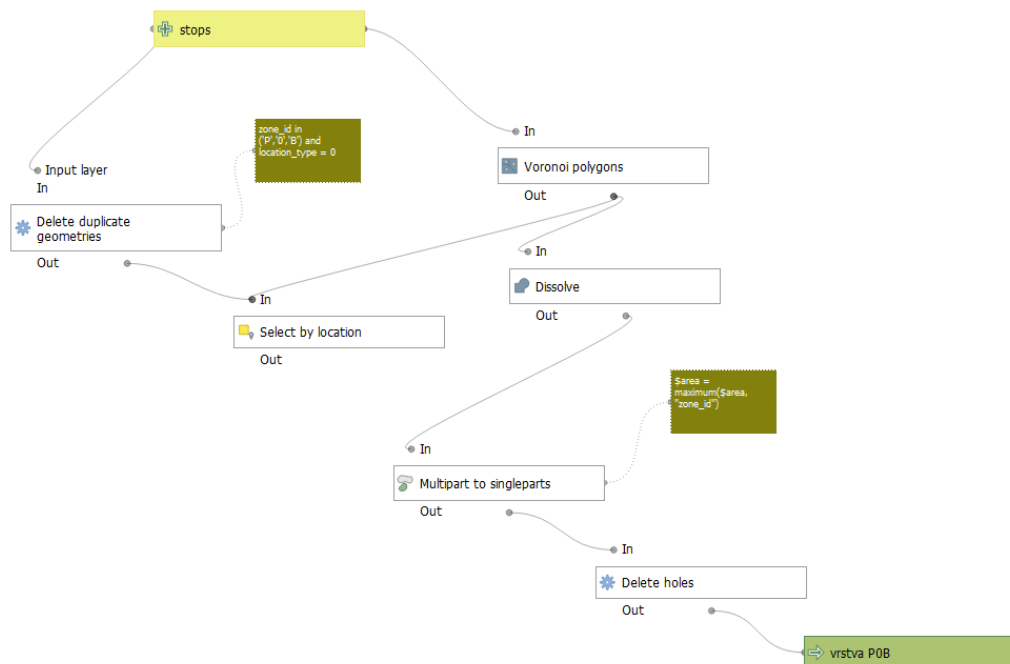 stops
zone_id in
('P','0','B') and
location_type = 0
In
Input layer
In
Voronoi polygons
Out
Delete duplicate
geometries
Out
In
Dissolve
Out
In
Select by location
Out
$area =
maximum($area,
"zone_id")
In
Multipart to singleparts
Out
In
Delete holes
Out
vrstva P0B